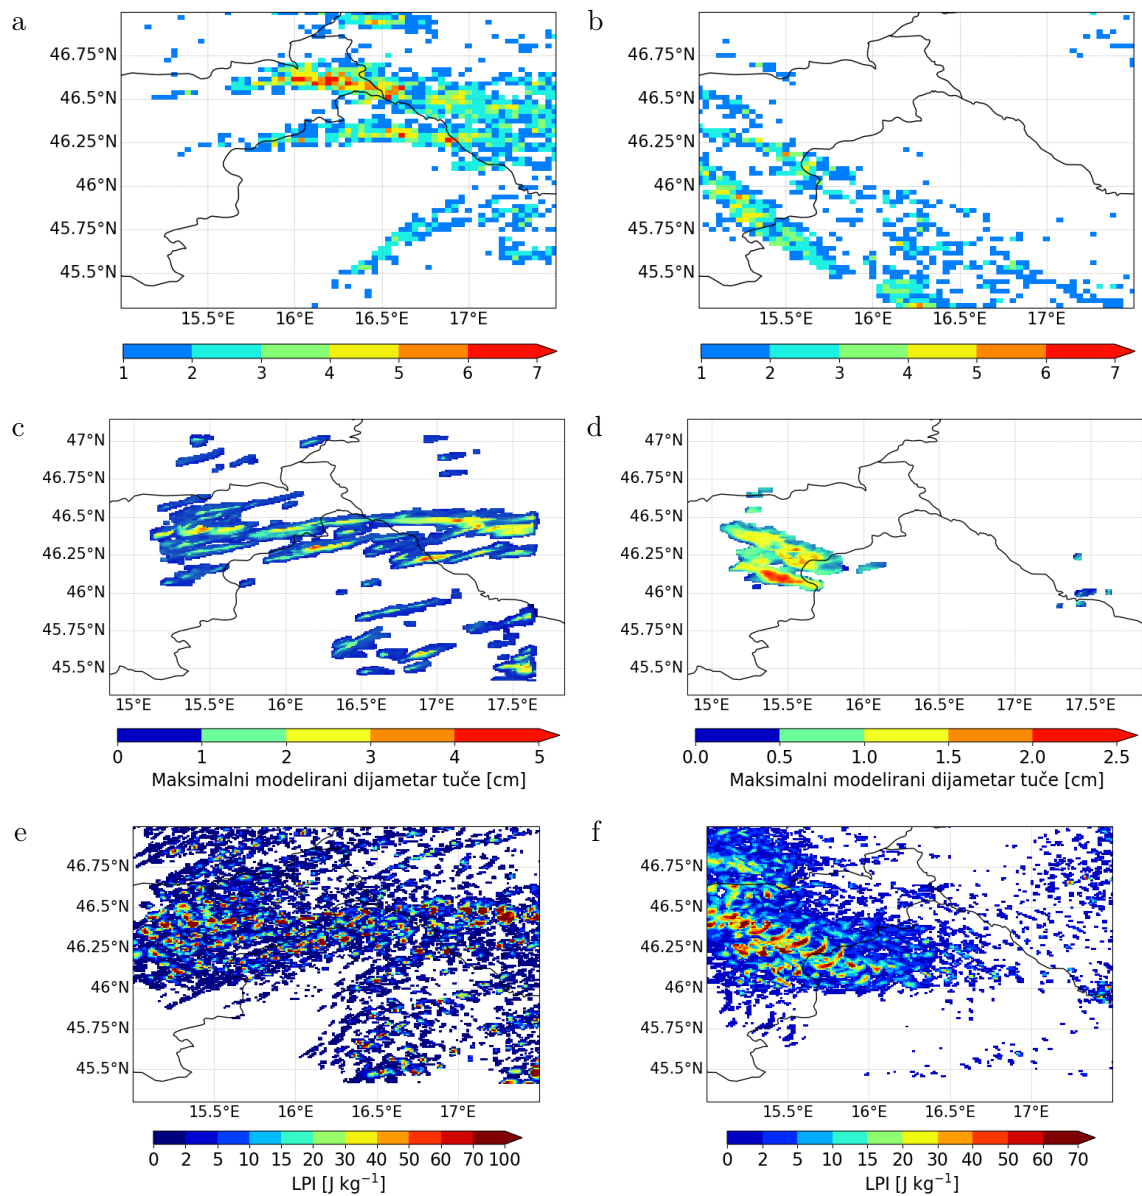 a
b
46.75°N
46.5°N
46.25°N
46°N
45.75°N
45.5°N
15.5°E 16°E 16.5°E 17°E
1 2 3 4 5 6 7
46.75°N
46.5°N
46.25°N
46°N
45.75°N
45.5°N
15.5°E 16°E 16.5°E 17°E
1 2 3 4 5 6 7
c
d
47°N
46.75°N
46.5°N
46.25°N
46°N
45.75°N
45.5°N
15°E 15.5°E 16°E 16.5°E 17°E 17.5°E
0 1 2 3 4 5
Maksimalni modelirani dijametar tuče [cm]
47°N
46.75°N
46.5°N
46.25°N
46°N
45.75°N
45.5°N
15°E 15.5°E 16°E 16.5°E 17°E 17.5°E
0.0 0.5 1.0 1.5 2.0 2.5
Maksimalni modelirani dijametar tuče [cm]
e
f
46.75°N
46.5°N
46.25°N
46°N
45.75°N
45.5°N
15.5°E 16°E 16.5°E 17°E
0 2 5 10 15 20 30 40 50 60 70 100
LPI [J kg⁻¹]
46.75°N
46.5°N
46.25°N
46°N
45.75°N
45.5°N
15.5°E 16°E 16.5°E 17°E
0 2 5 10 15 20 30 40 50 60 70
LPI [J kg⁻¹]